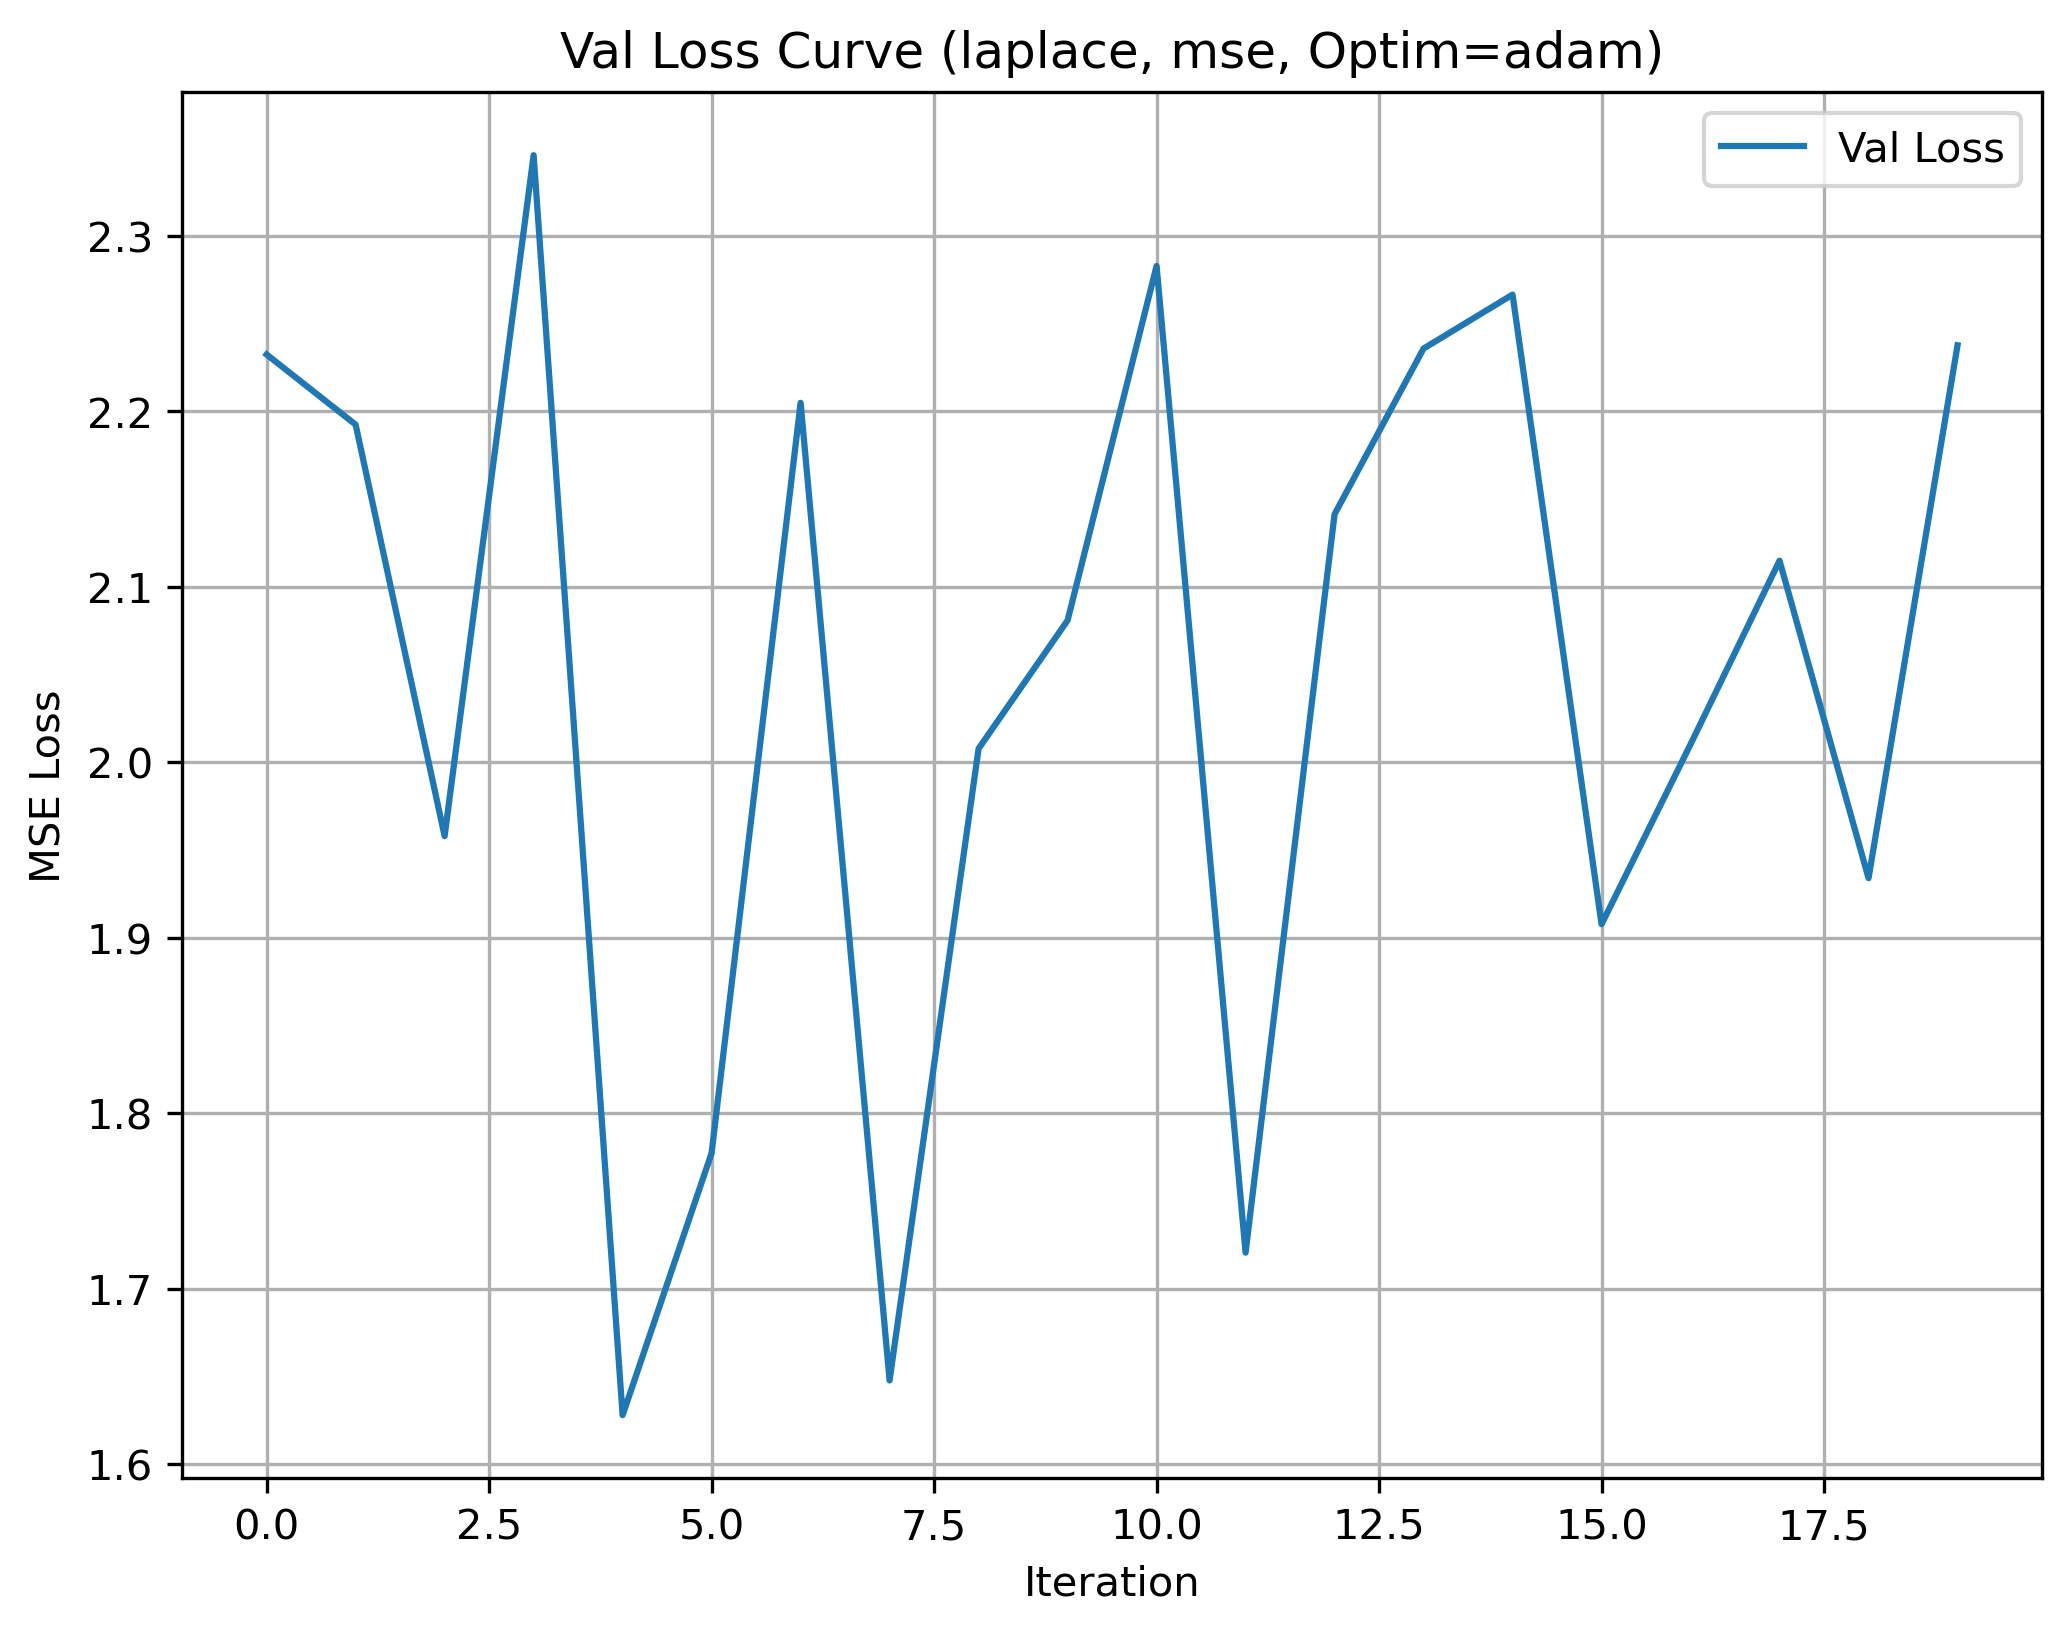 Val Loss Curve (laplace, mse, Optim=adam)
Val Loss
2.3
2.2
2.1
2.0
1.9
1.8
1.7
1.6
MSE Loss
0.0 2.5 5.0 7.5 10.0 12.5 15.0 17.5
Iteration